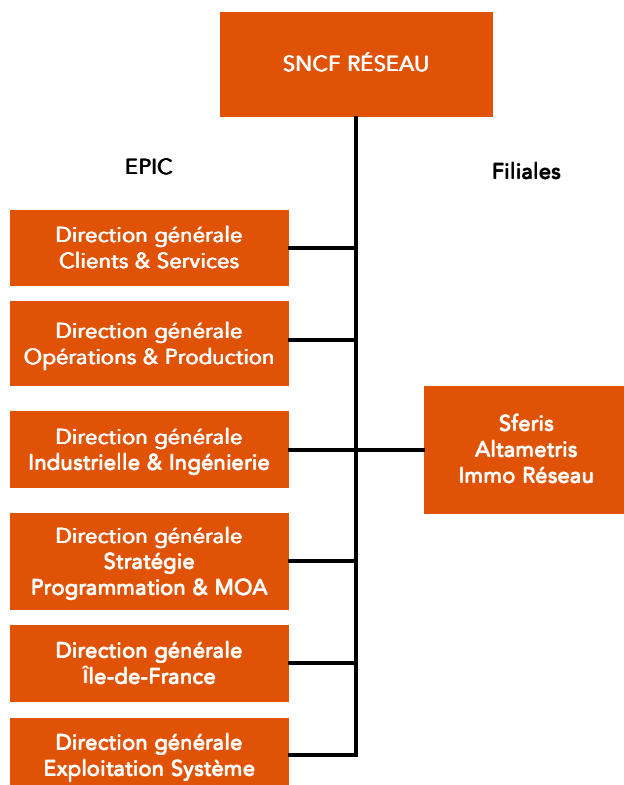 SNCF RÉSEAU
EPIC
Filiales
Direction générale
Clients & Services
Direction générale
Opérations & Production
Direction générale
Industrielle & Ingénierie
Direction générale
Stratégie
Programmation & MOA
Direction générale
Île-de-France
Direction générale
Exploitation Système
Sferis
Altametris
Immo Réseau